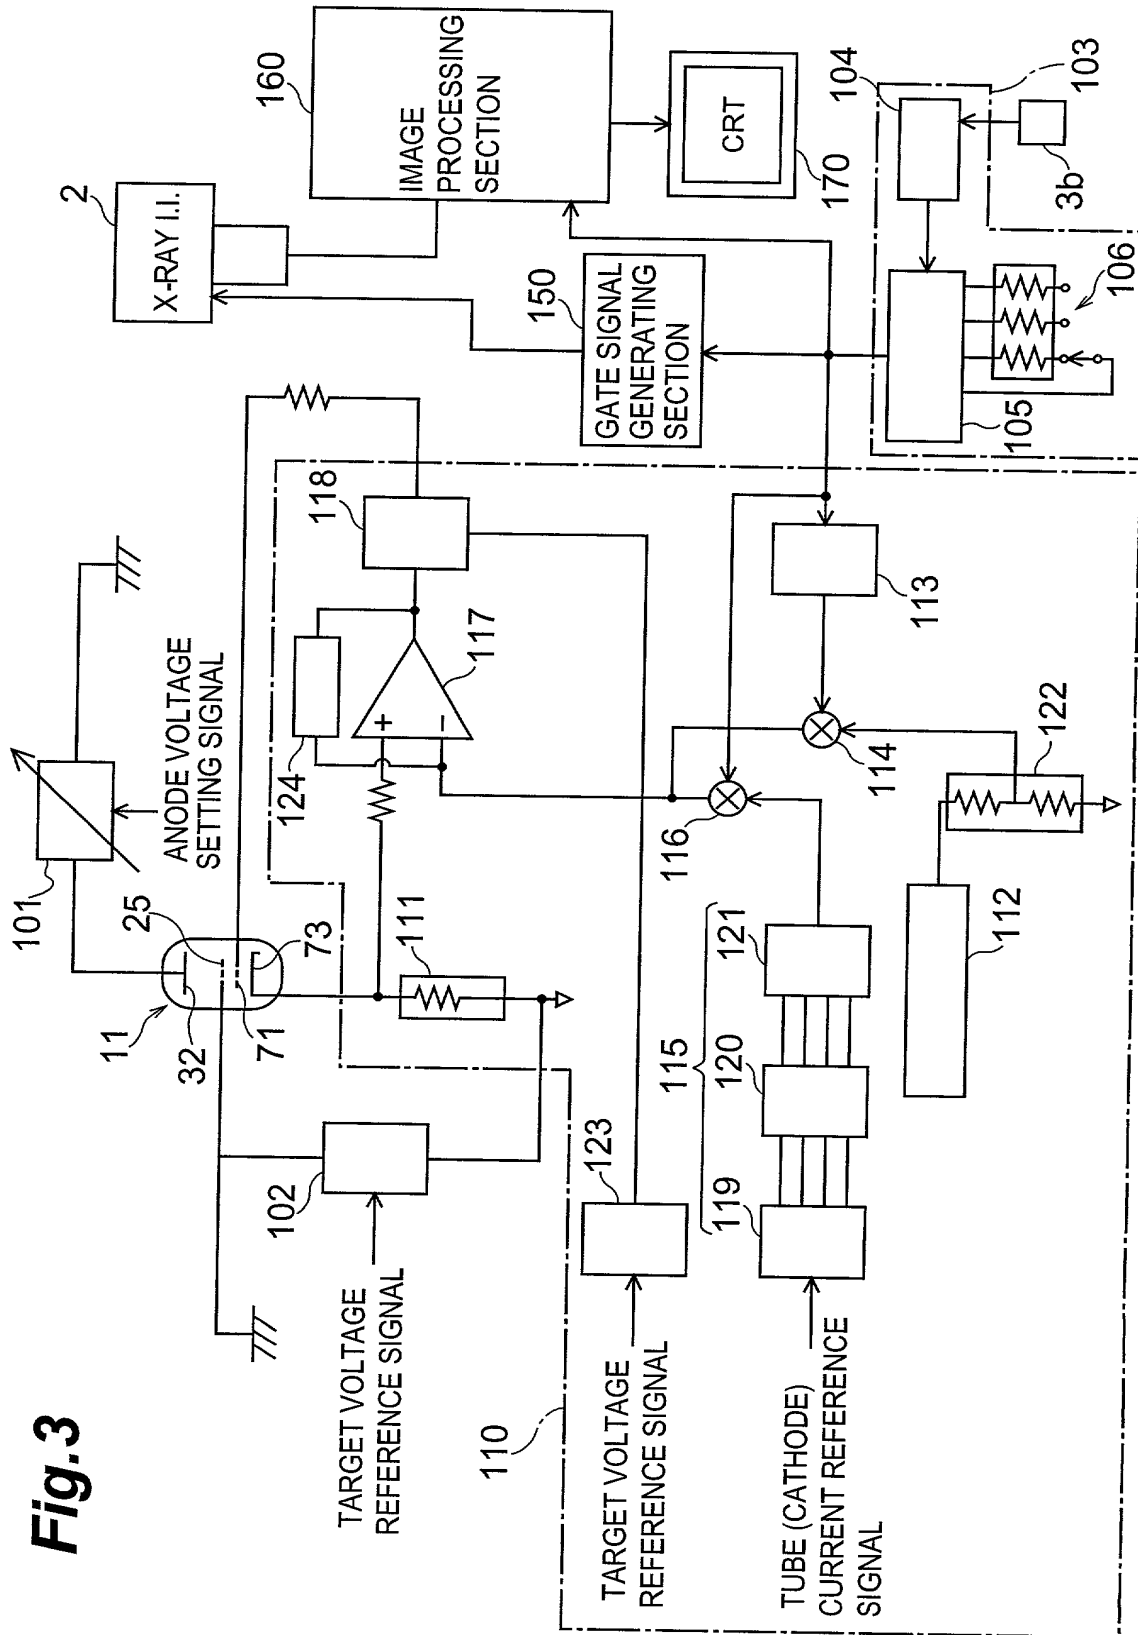 Fig.3
101
ANODE VOLTAGE
SETTING SIGNAL
2
X-RAY I.I.
160
IMAGE
PROCESSING
SECTION
11
25
32
71
73
118
150
GATE SIGNAL
GENERATING
SECTION
CRT
170
TARGET VOLTAGE
REFERENCE SIGNAL
102
111
124
+
−
117
104
103
3b
105
106
110
TARGET VOLTAGE
REFERENCE SIGNAL
123
115
116
114
113
TUBE (CATHODE)
CURRENT REFERENCE
SIGNAL
119
120
121
112
122